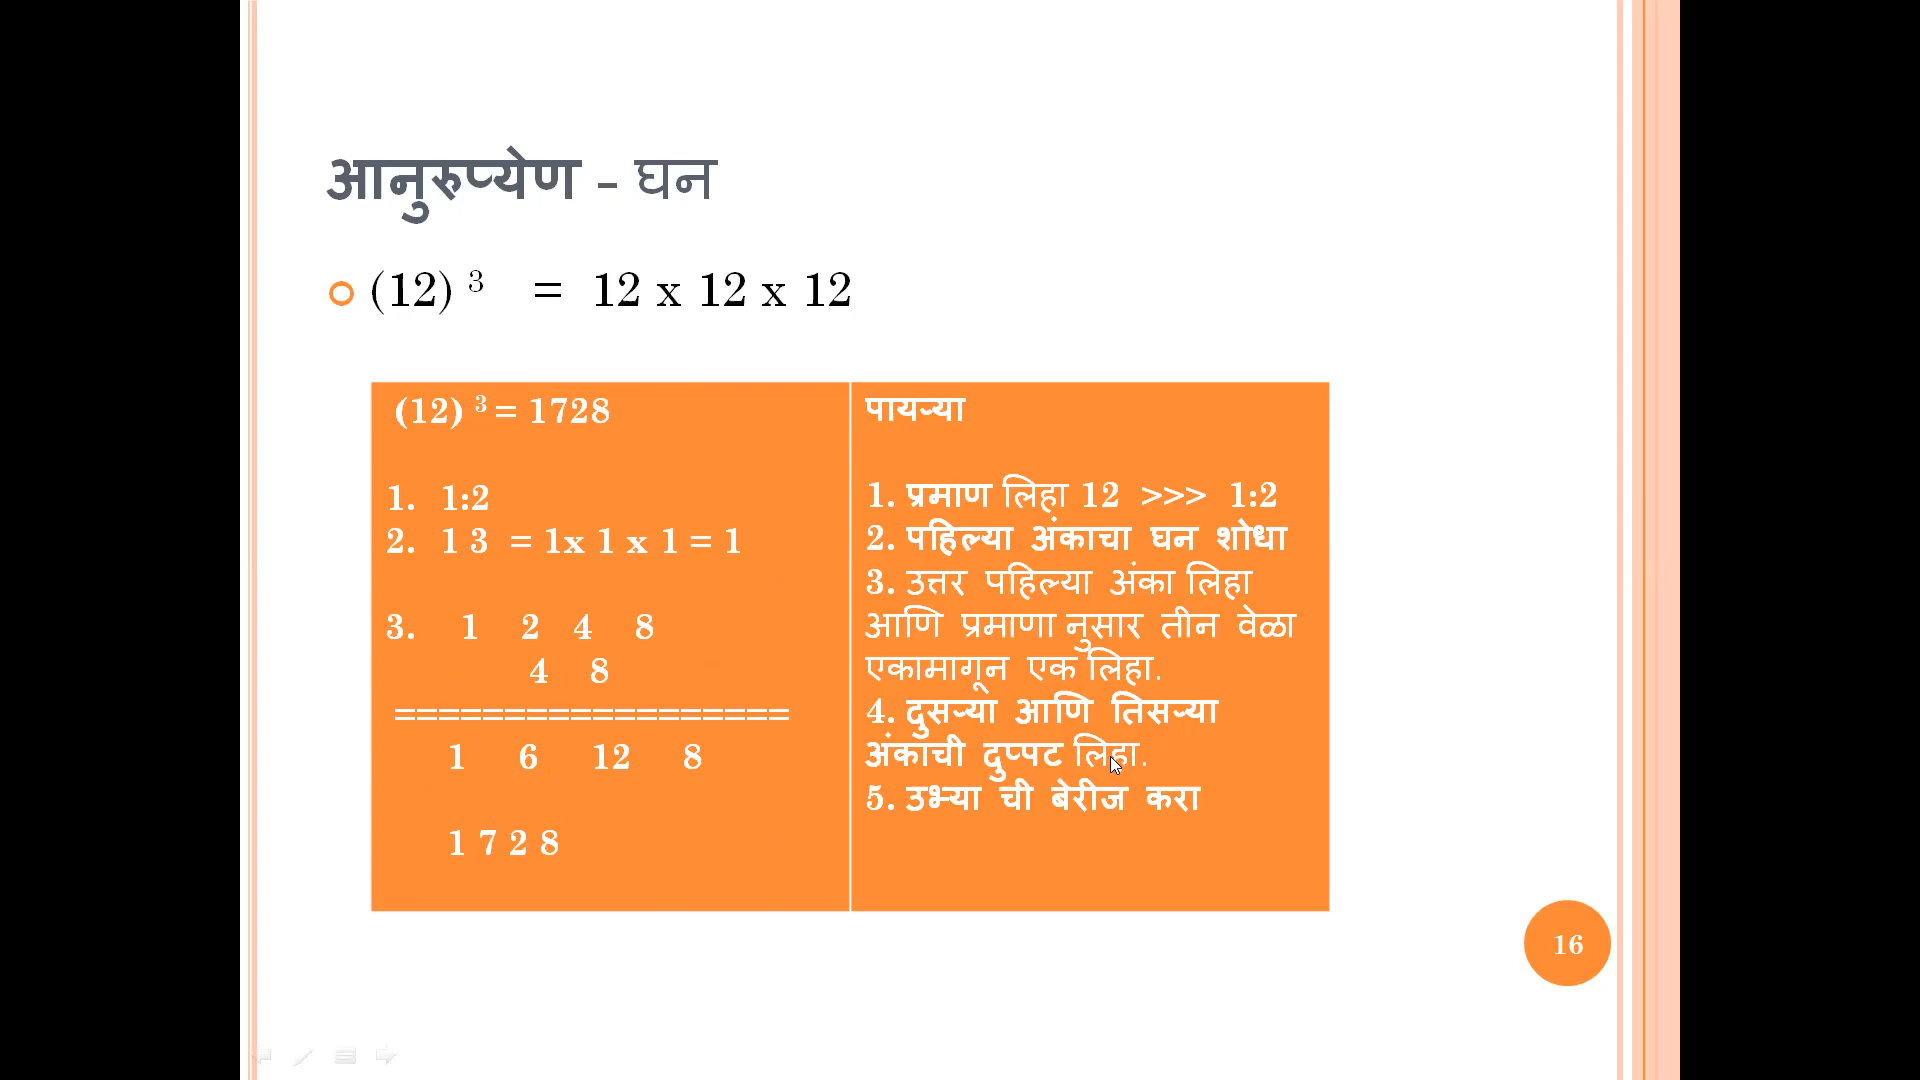 आनुरुप्येण – घन
(12) ³ = 12 x 12 x 12
(12) ³ = 1728
1. 1:2
2. 1 3 = 1x 1 x 1 = 1
3. 1 2 4 8
4 8
==================
1 6 12 8
1 7 2 8
पायऱ्या
1. प्रमाण लिहा 12 >>> 1:2
2. पहिल्या अंकाचा घन शोधा
3. उत्तर पहिल्या अंका लिहा
आणि प्रमाणा नुसार तीन वेळा
एकामागून एक लिहा.
4. दुसऱ्या आणि तिसऱ्या
अंकाची दुप्पट लिहा.
5. उभ्या ची बेरीज करा
16